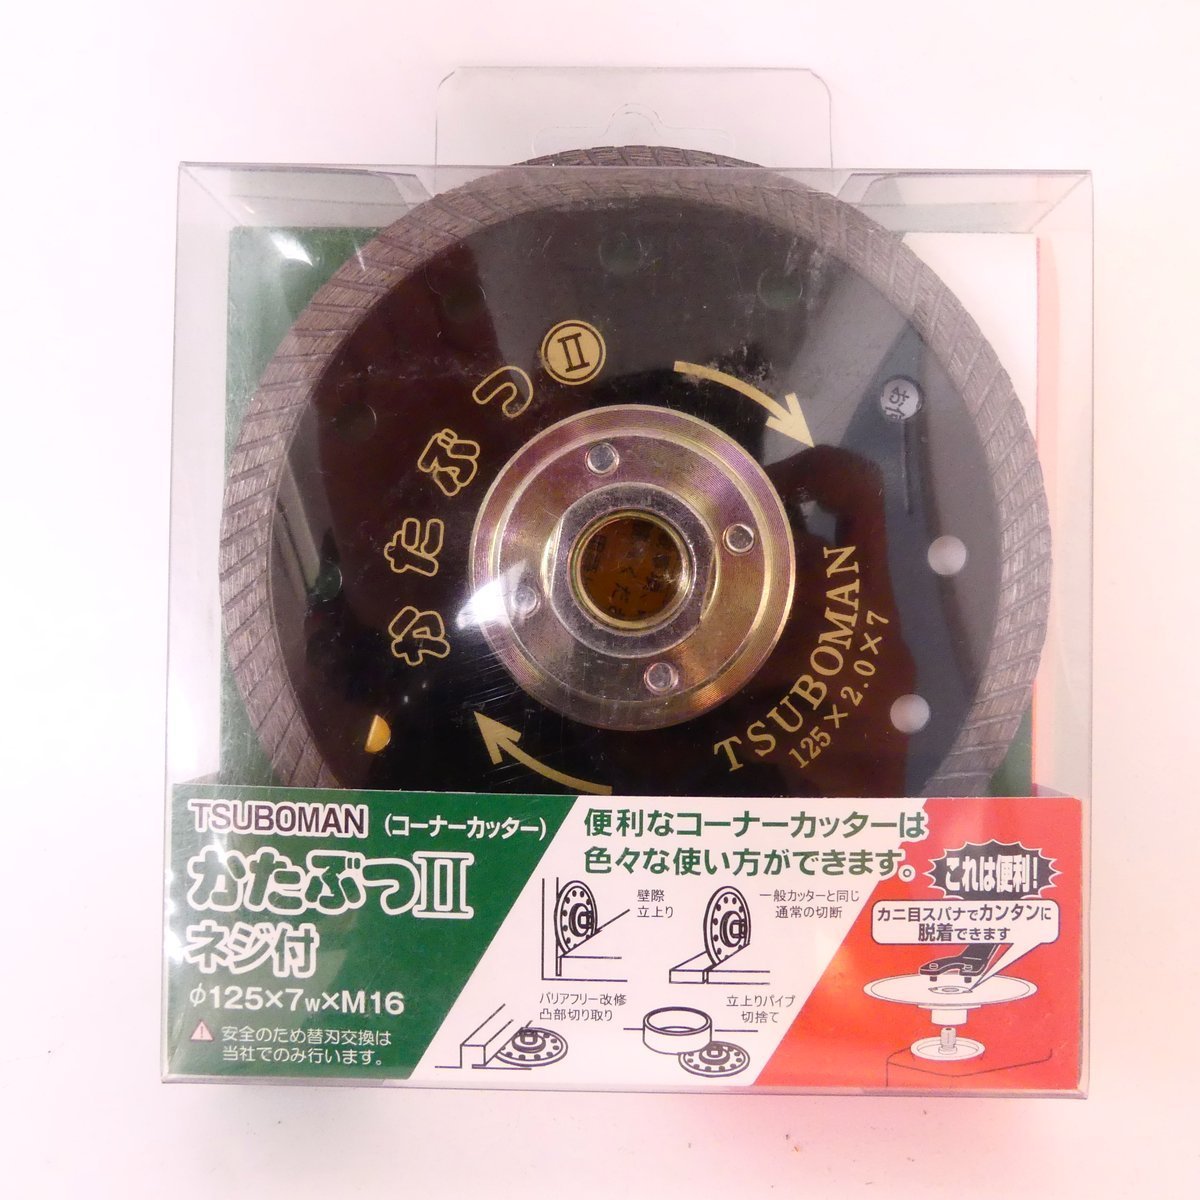 かたぶつⅡ
TSUBOMAN
125×2.0×7
TSUBOMAN (コーナーカッター)
かたぶつⅡ
ネジ付
φ125×7w×M16
安全のため替刃交換は
当社でのみ行います。
便利なコーナーカッターは
色々な使い方ができます。
壁際
立上り
一般カッターと同じ
通常の切断
バリアフリー改修
凸部切り取り
立上りパイプ
切捨て
これは便利!
カニ目スパナでカンタンに
脱着できます